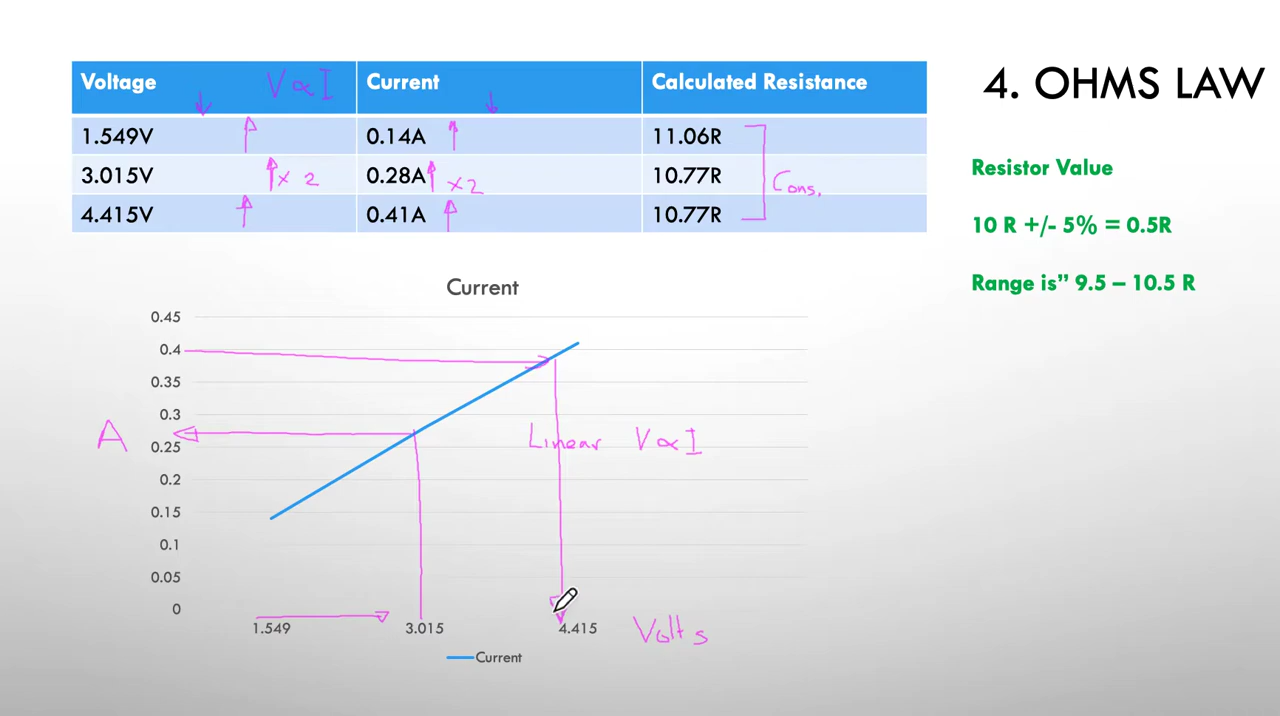 4. OHMS LAW
Voltage V ∝ I Current Calculated Resistance
1.549V 0.14A 11.06R
3.015V x 2 0.28A x2 10.77R Cons.
4.415V 0.41A 10.77R
Resistor Value
10 R +/- 5% = 0.5R
Range is” 9.5 – 10.5 R
Current
0.45
0.4
0.35
0.3
A
0.25
Linear V ∝ I
0.2
0.15
0.1
0.05
0
1.549 3.015 4.415 Volts
Current